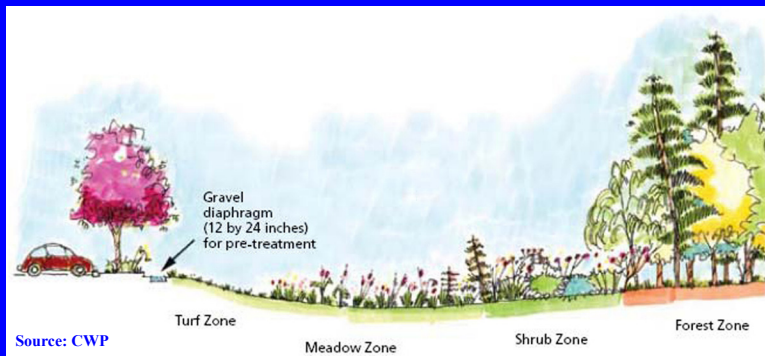 Gravel
diaphragm
(12 by 24 inches)
for pre-treatment
Turf Zone
Meadow Zone
Shrub Zone
Forest Zone
Source: CWP